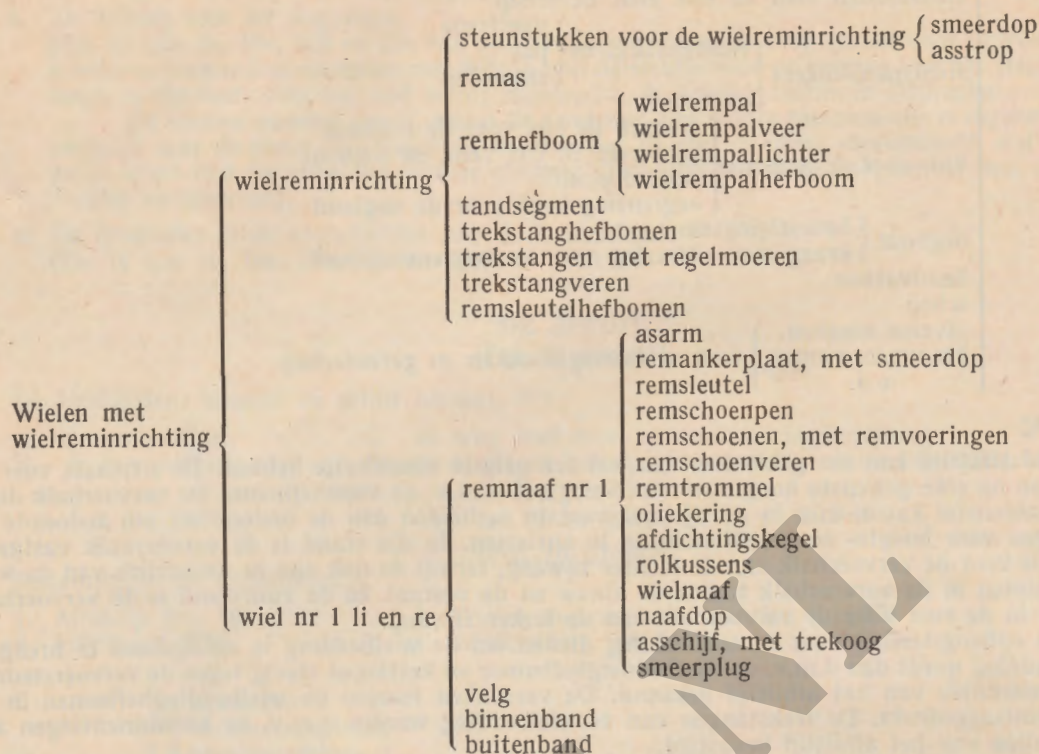 steunstukken voor de wielreminrichting
smeerdop
asstrop
remas
remhefboom
wielrempal
wielrempalveer
wielrempallichter
wielrempalhefboom
wielreminrichting
tandsegment
trekstanghefbomen
trekstangen met regelmoeren
trekstangveren
remsleutelhefbomen
Wielen met
wielreminrichting
asarm
remankerplaat, met smeerdop
remsleutel
remschoenpen
remschoenen, met remvoeringen
remschoenveren
remnaaf nr 1
remtrommel
oliekering
afdichtingskegel
rolkussens
wielnaaf
wiel nr 1 li en re
naafdop
asschijf, met trekoog
smeerplug
velg
binnenband
buitenband